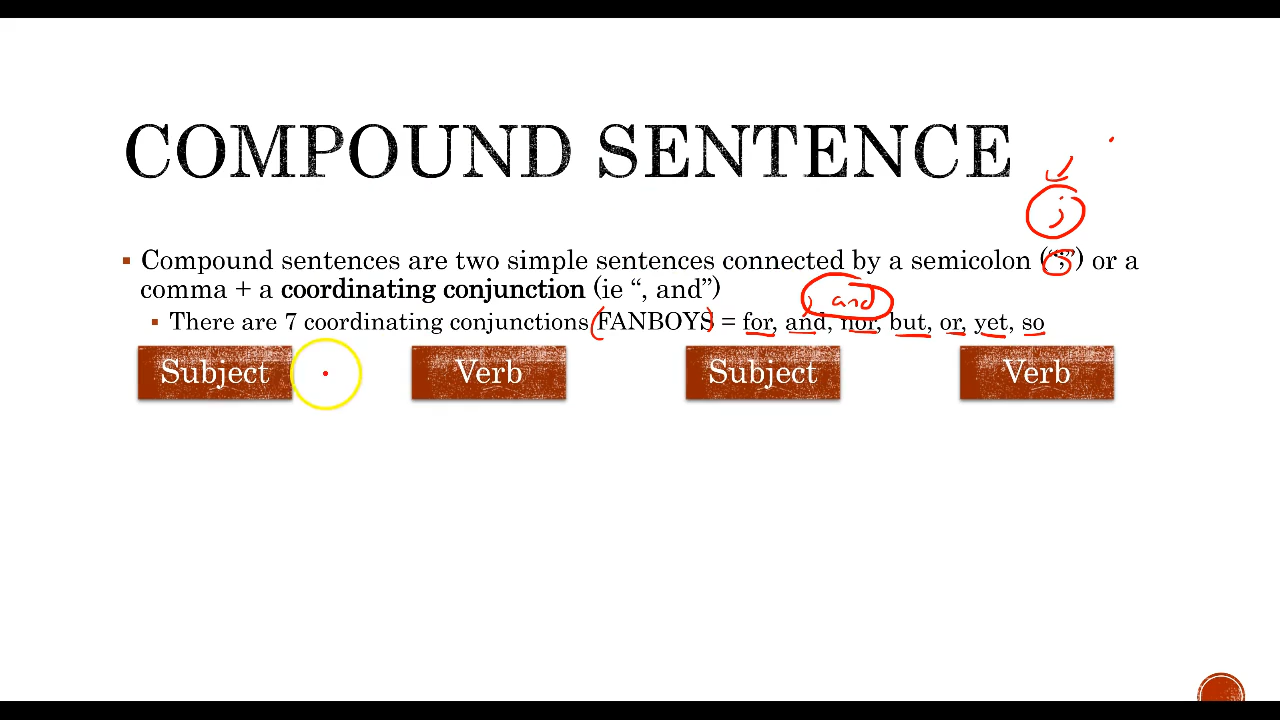 COMPOUND SENTENCE
;
▪ Compound sentences are two simple sentences connected by a semicolon (“;”) or a
comma + a coordinating conjunction (ie “, and”)
, and
▪ There are 7 coordinating conjunctions (FANBOYS) = for, and, nor, but, or, yet, so
Subject Verb Subject Verb